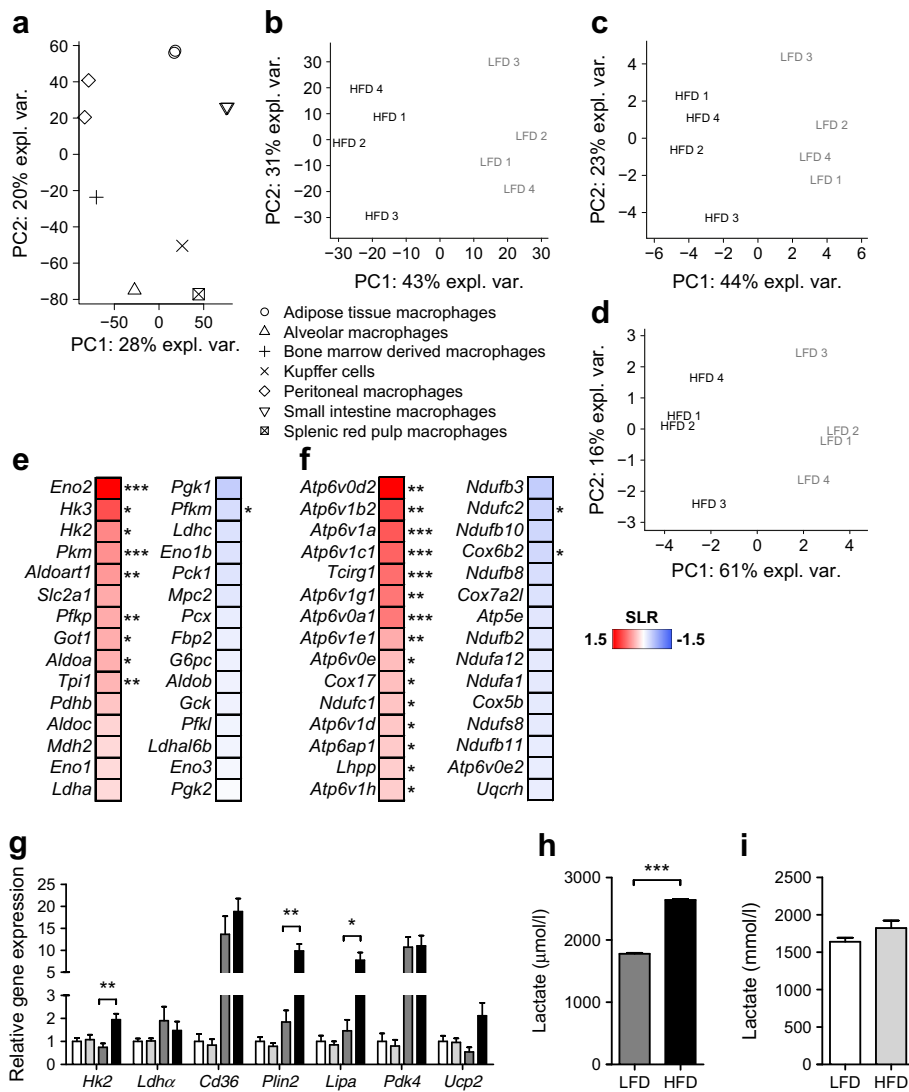 a
PC2: 20% expl. var.
60
40
20
0
−20
−40
−60
−80
−50 0 50
PC1: 28% expl. var.
b
PC2: 31% expl. var.
30
20
10
0
−10
−20
−30
LFD 3
HFD 4
HFD 1
LFD 2
HFD 2
LFD 1
LFD 4
HFD 3
−30 −20 −10 0 10 20 30
PC1: 43% expl. var.
c
PC2: 23% expl. var.
4
2
0
−2
−4
LFD 3
HFD 1
HFD 4
LFD 2
HFD 2
LFD 4
LFD 1
HFD 3
−6 −4 −2 0 2 4 6
PC1: 44% expl. var.
Adipose tissue macrophages
Alveolar macrophages
Bone marrow derived macrophages
Kupffer cells
Peritoneal macrophages
Small intestine macrophages
Splenic red pulp macrophages
d
PC2: 16% expl. var.
3
2
1
0
−1
−2
−3
LFD 3
HFD 4
HFD 1
HFD 2
LFD 2
LFD 1
LFD 4
HFD 3
−4 −2 0 2 4
PC1: 61% expl. var.
SLR
1.5 -1.5
e
Eno2 ***
Hk3 *
Hk2 *
Pkm ***
Aldoart1 **
Slc2a1
Pfkp **
Got1 *
Aldoa *
Tpi1 **
Pdhb
Aldoc
Mdh2
Eno1
Ldha
Pgk1
Pfkm *
Ldhc
Eno1b
Pck1
Mpc2
Pcx
Fbp2
G6pc
Aldob
Gck
Pfkl
Ldhal6b
Eno3
Pgk2
f
Atp6v0d2 **
Atp6v1b2 **
Atp6v1a ***
Atp6v1c1 ***
Tcirg1 ***
Atp6v1g1 **
Atp6v0a1 ***
Atp6v1e1 **
Atp6v0e *
Cox17 *
Ndufc1 *
Atp6v1d *
Atp6ap1 *
Lhpp *
Atp6v1h *
Ndufb3
Ndufc2 *
Ndufb10
Cox6b2 *
Ndufb8
Cox7a2l
Atp5e
Ndufb2
Ndufa12
Ndufa1
Cox5b
Ndufs8
Ndufb11
Atp6v0e2
Uqcrh
g
Relative gene expression
25
20
15
10
5
2
1
0
**
**
*
Hk2 Ldhα Cd36 Plin2 Lipa Pdk4 Ucp2
h
Lactate (μmol/l)
3000
2000
1000
0
***
LFD HFD
i
Lactate (mmol/l)
2500
2000
1500
1000
500
0
LFD HFD